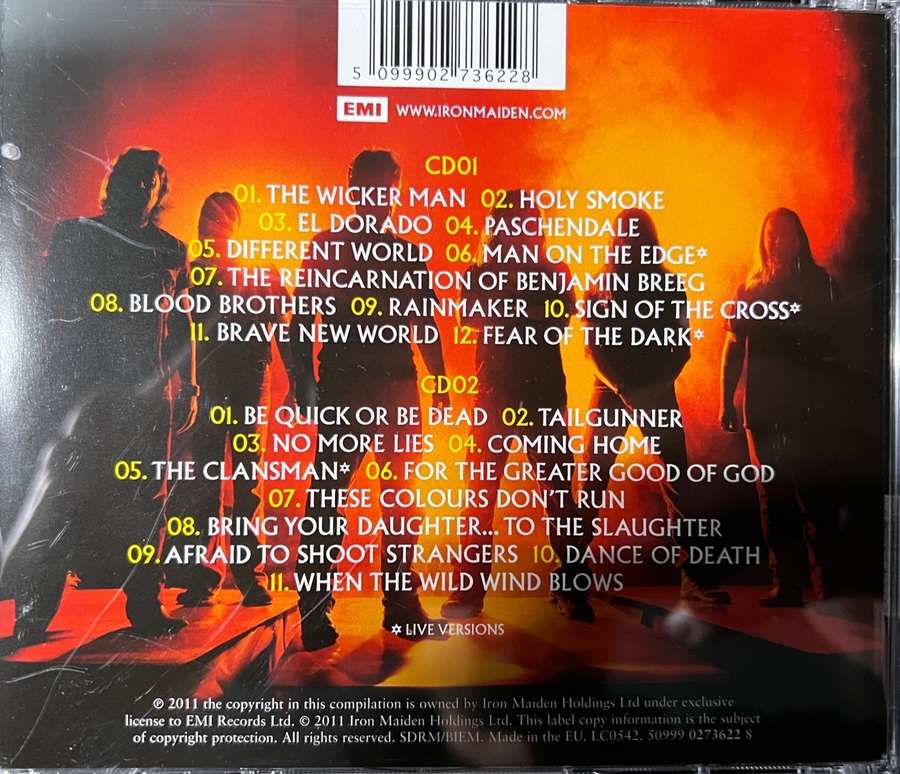 5 099902 736228
EMI WWW.IRONMAIDEN.COM
CD01
01. THE WICKER MAN 02. HOLY SMOKE
03. EL DORADO 04. PASCHENDALE
05. DIFFERENT WORLD 06. MAN ON THE EDGE✡
07. THE REINCARNATION OF BENJAMIN BREEG
08. BLOOD BROTHERS 09. RAINMAKER 10. SIGN OF THE CROSS✡
11. BRAVE NEW WORLD 12. FEAR OF THE DARK✡
CD02
01. BE QUICK OR BE DEAD 02. TAILGUNNER
03. NO MORE LIES 04. COMING HOME
05. THE CLANSMAN✡ 06. FOR THE GREATER GOOD OF GOD
07. THESE COLOURS DON'T RUN
08. BRING YOUR DAUGHTER... TO THE SLAUGHTER
09. AFRAID TO SHOOT STRANGERS 10. DANCE OF DEATH
11. WHEN THE WILD WIND BLOWS
✡ LIVE VERSIONS
℗ 2011 the copyright in this compilation is owned by Iron Maiden Holdings Ltd under exclusive
license to EMI Records Ltd. © 2011 Iron Maiden Holdings Ltd. This label copy information is the subject
of copyright protection. All rights reserved. SDRM/BIEM. Made in the EU. LC0542. 50999 0273622 8